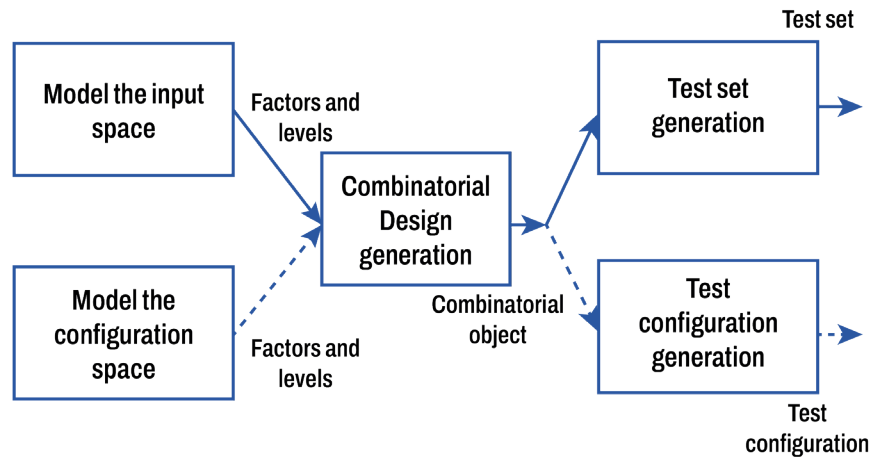 Test set
Model the input
space
Factors and
levels
Test set
generation
Combinatorial
Design
generation
Model the
configuration
space
Factors and
levels
Combinatorial
object
Test
configuration
generation
Test
configuration